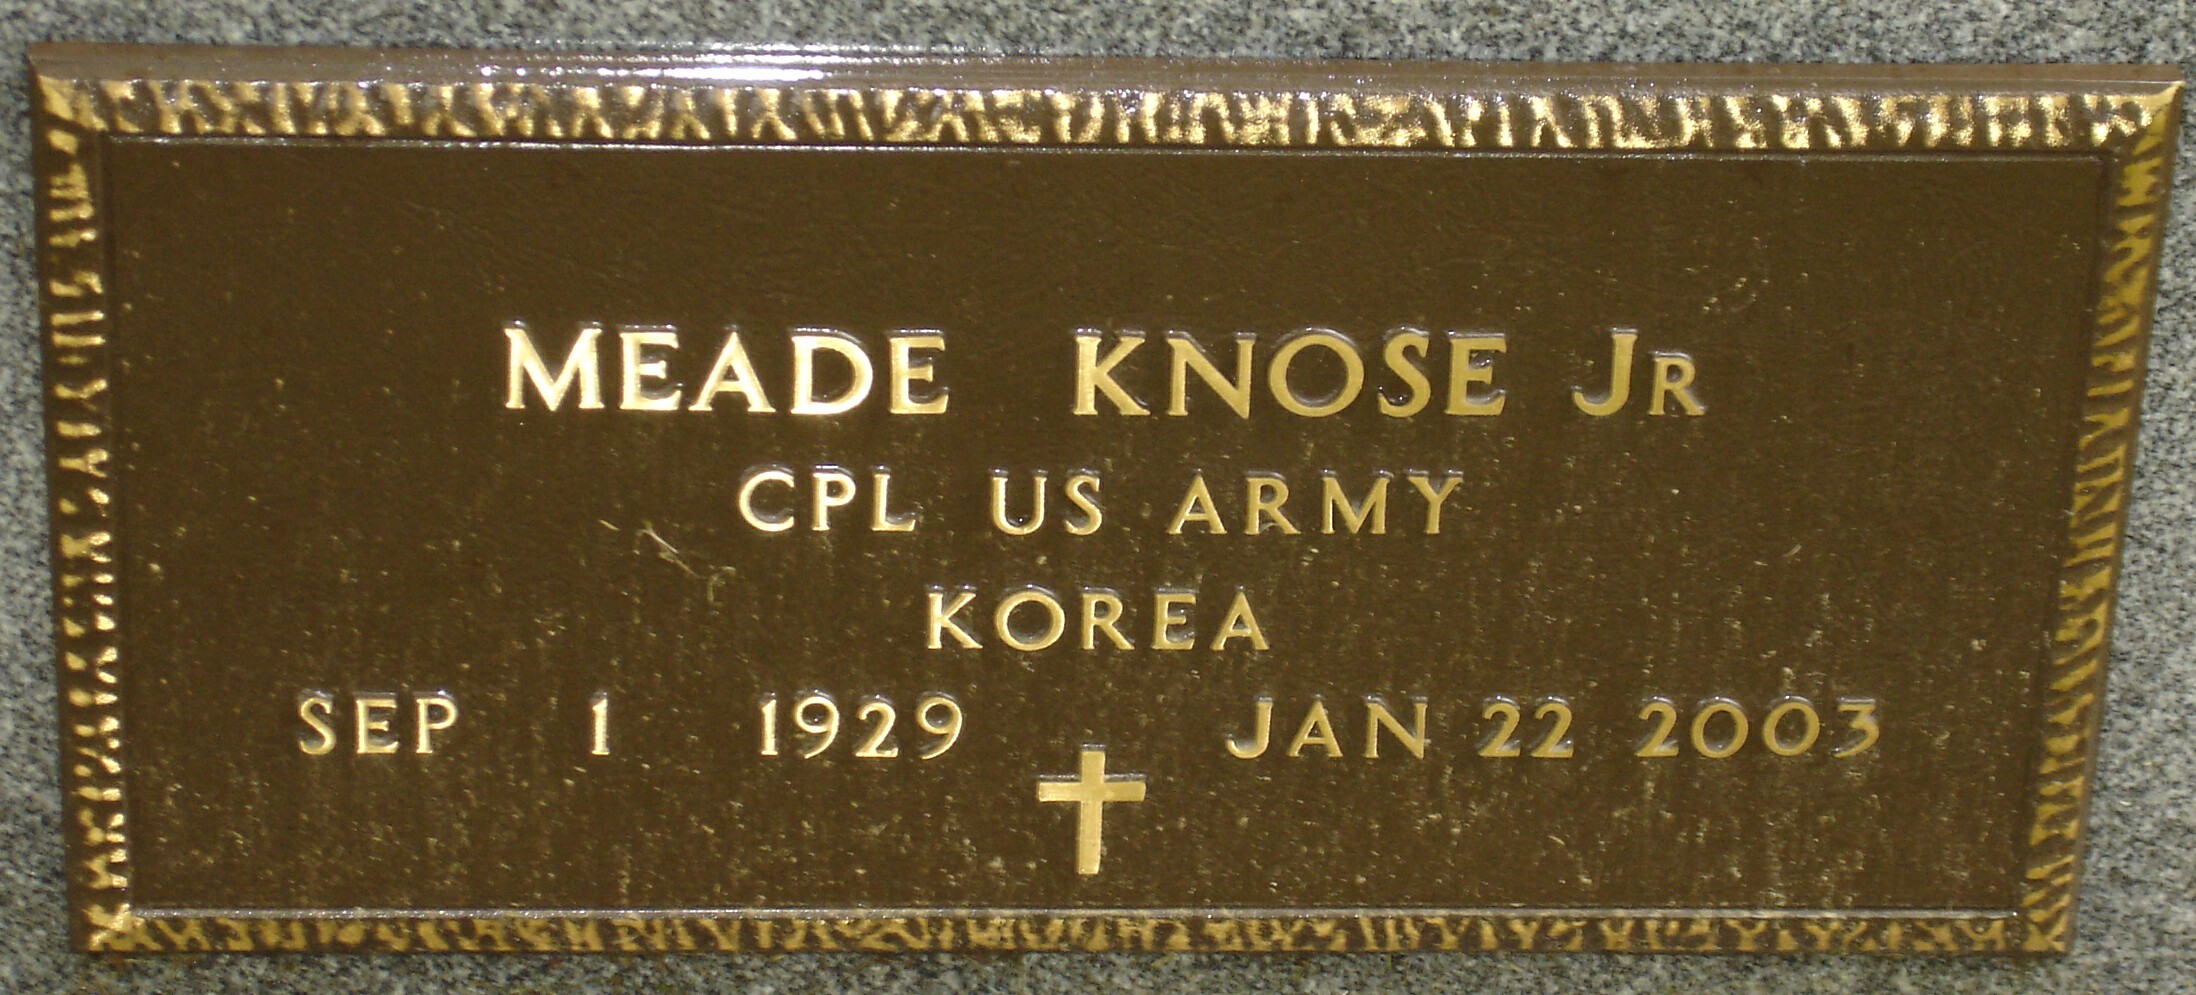 MEADE KNOSE JR
CPL US ARMY
KOREA
SEP 1 1929 JAN 22 2003